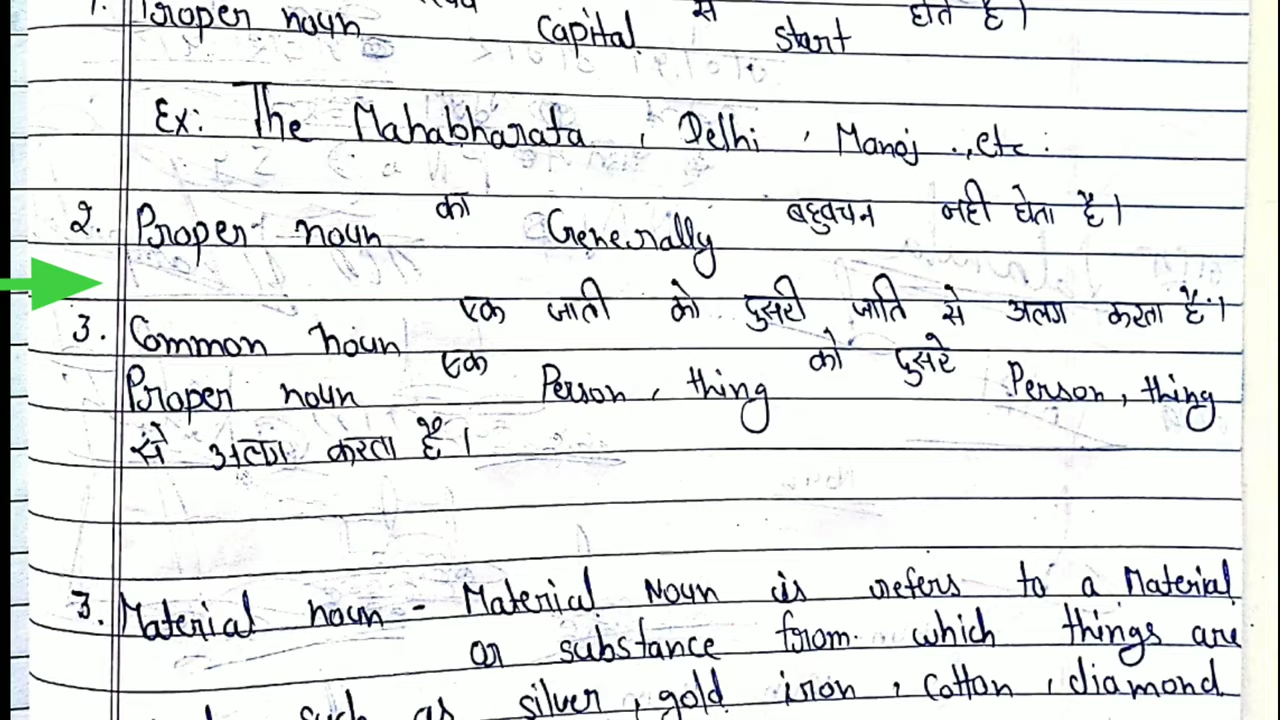 1. Proper noun capital से start होते है।
Ex: The Mahabharata, Delhi, Manoj., etc.
2. Proper noun का Generally बहुवचन नही होता है।
3. Common noun एक जाती को दुसरी जाति से अलग करता है।
Proper noun एक Person, thing को दुसरे Person, thing
से अलग करता है।
3. Material noun - Material Noun is refers to a Material
or substance from which things are
such as silver, gold iron, cotton, diamond